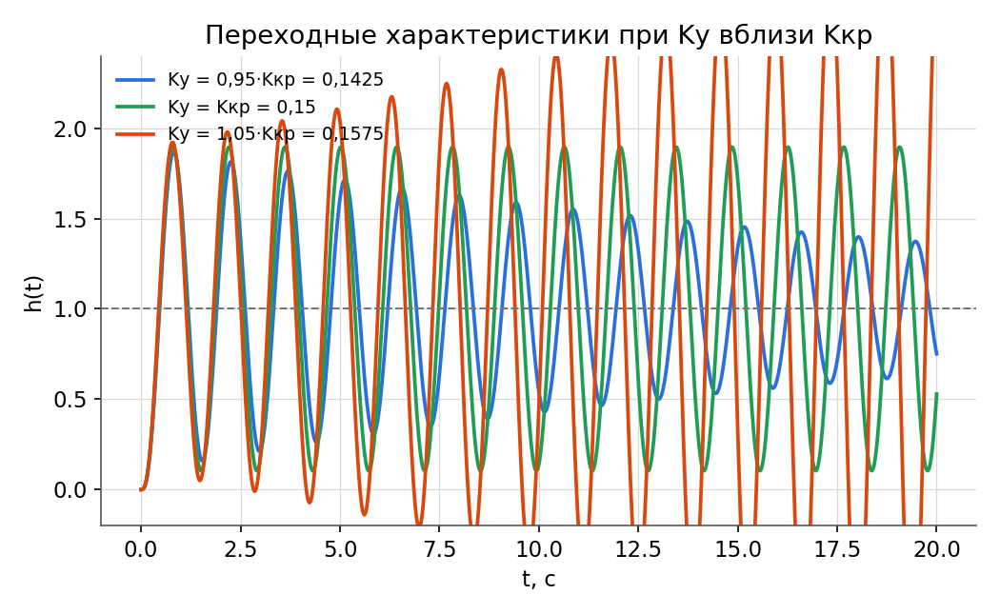 Переходные характеристики при Ку вблизи Ккр
Ку = 0,95·Ккр = 0,1425
Ку = Ккр = 0,15
Ку = 1,05·Ккр = 0,1575
h(t)
2.0
1.5
1.0
0.5
0.0
0.0 2.5 5.0 7.5 10.0 12.5 15.0 17.5 20.0
t, с